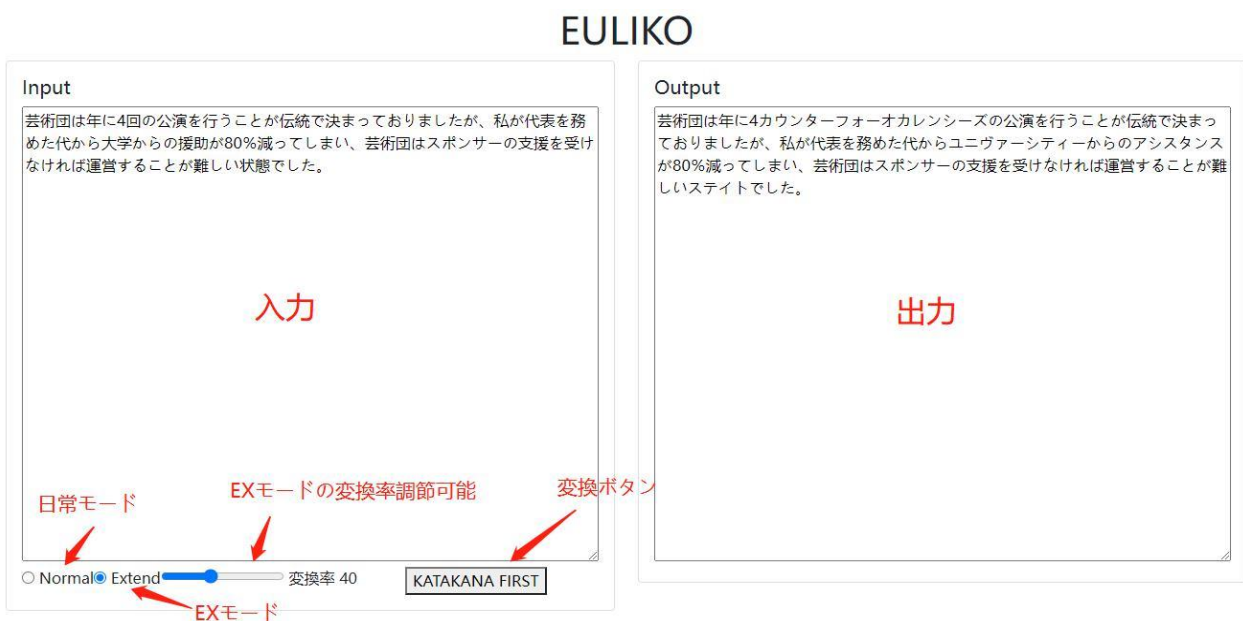 EULIKO
Input
芸術団は年に4回の公演を行うことが伝統で決まっておりましたが、私が代表を務
めた代から大学からの援助が80%減ってしまい、芸術団はスポンサーの支援を受け
なければ運営することが難しい状態でした。
入力
日常モード
EXモードの変換率調節可能
変換ボタン
Normal Extend 変換率 40
KATAKANA FIRST
EXモード
Output
芸術団は年に4カウンターフォーオカレンシーズの公演を行うことが伝統で決まっ
ておりましたが、私が代表を務めた代からユニヴァーシティーからのアシスタンス
が80%減ってしまい、芸術団はスポンサーの支援を受けなければ運営することが難
しいステイトでした。
出力